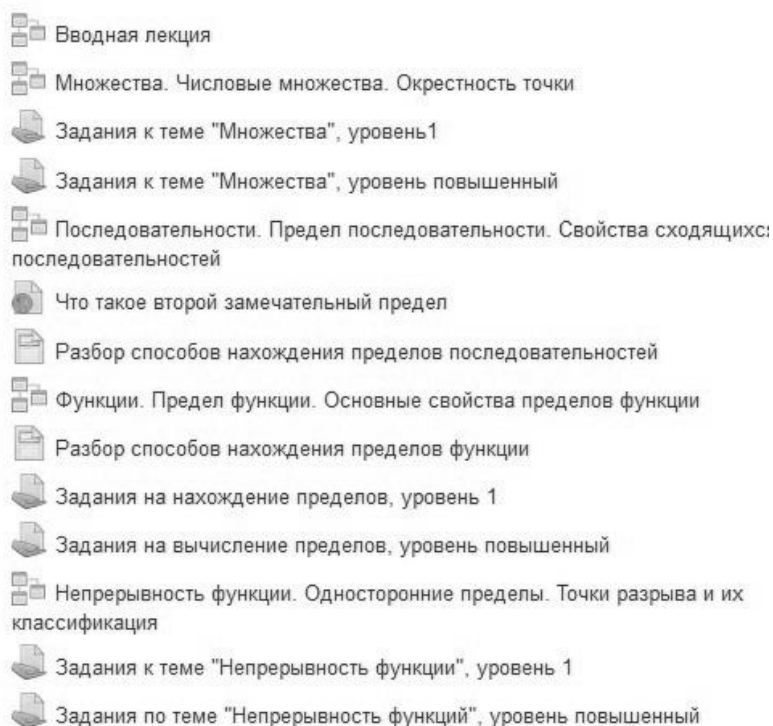 Вводная лекция
Множества. Числовые множества. Окрестность точки
Задания к теме "Множества", уровень1
Задания к теме "Множества", уровень повышенный
Последовательности. Предел последовательности. Свойства сходящихся
последовательностей
Что такое второй замечательный предел
Разбор способов нахождения пределов последовательностей
Функции. Предел функции. Основные свойства пределов функции
Разбор способов нахождения пределов функции
Задания на нахождение пределов, уровень 1
Задания на вычисление пределов, уровень повышенный
Непрерывность функции. Односторонние пределы. Точки разрыва и их
классификация
Задания к теме "Непрерывность функции", уровень 1
Задания по теме "Непрерывность функций", уровень повышенный